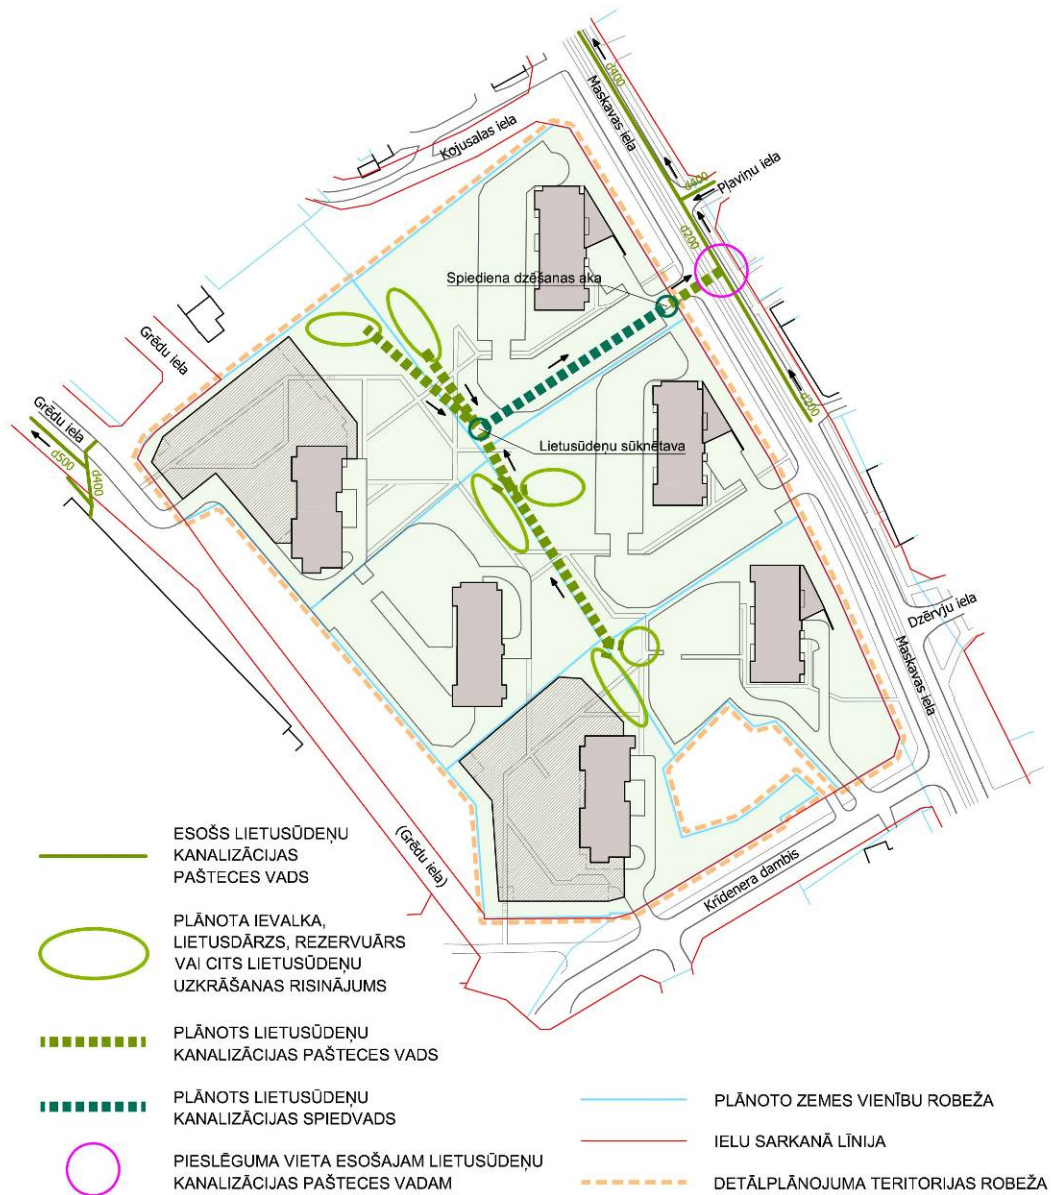 d400
Maskavas iela
Kojusalas iela
Pļaviņu iela
d400
d200
Spiediena dzēšanas aka
Grēdu iela
Grēdu iela
d200
Lietusūdeņu sūknētava
d500
d400
Dzērvju iela
Maskavas iela
(Grēdu iela)
Krīdenera dambis
ESOŠS LIETUSŪDEŅU
KANALIZĀCIJAS
PAŠTECES VADS
PLĀNOTA IEVALKA,
LIETUSDĀRZS, REZERVUĀRS
VAI CITS LIETUSŪDEŅU
UZKRĀŠANAS RISINĀJUMS
PLĀNOTS LIETUSŪDEŅU
KANALIZĀCIJAS PAŠTECES VADS
PLĀNOTS LIETUSŪDEŅU
KANALIZĀCIJAS SPIEDVADS
PIESLĒGUMA VIETA ESOŠAJAM LIETUSŪDEŅU
KANALIZĀCIJAS PAŠTECES VADAM
PLĀNOTO ZEMES VIENĪBU ROBEŽA
IELU SARKANĀ LĪNIJA
DETĀLPLĀNOJUMA TERITORIJAS ROBEŽA